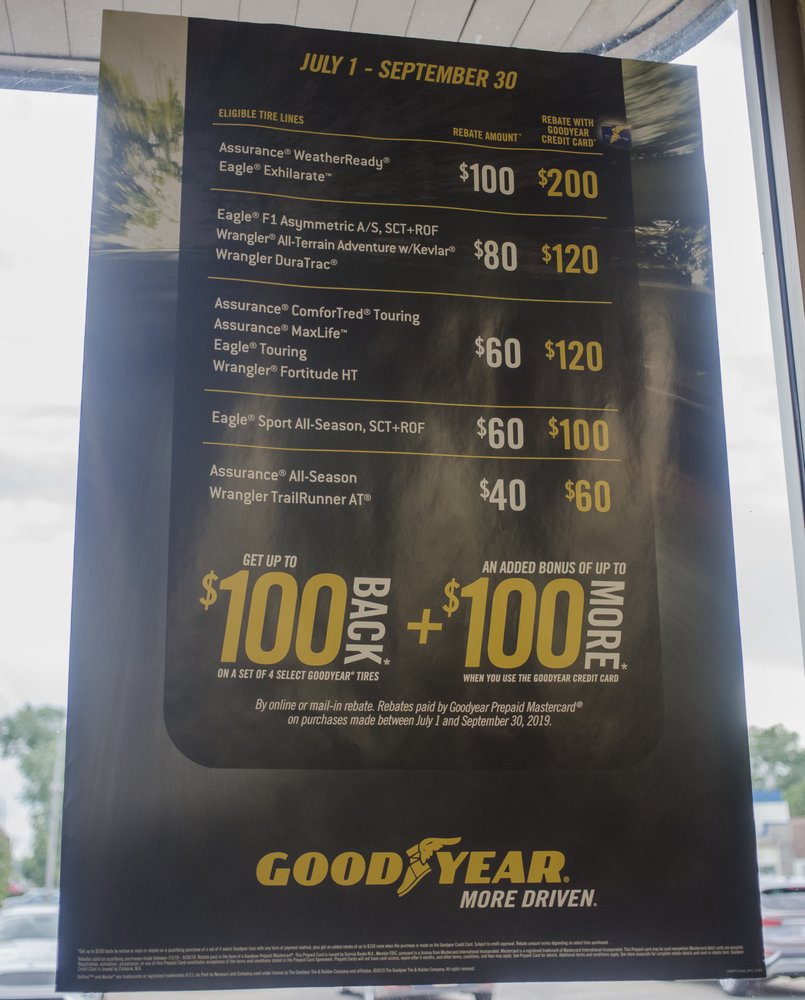 JULY 1 - SEPTEMBER 30
ELIGIBLE TIRE LINES
REBATE AMOUNT*
REBATE WITH
GOODYEAR
CREDIT CARD*
Assurance® WeatherReady®
Eagle® Exhilarate™
$100 $200
Eagle® F1 Asymmetric A/S, SCT+ROF
Wrangler® All-Terrain Adventure w/Kevlar®
Wrangler DuraTrac®
$80 $120
Assurance® ComforTred® Touring
Assurance® MaxLife™
Eagle® Touring
Wrangler® Fortitude HT
$60 $120
Eagle® Sport All-Season, SCT+ROF
$60 $100
Assurance® All-Season
Wrangler TrailRunner AT®
$40 $60
GET UP TO
$100 BACK*
ON A SET OF 4 SELECT GOODYEAR® TIRES
+
AN ADDED BONUS OF UP TO
$100 MORE*
WHEN YOU USE THE GOODYEAR CREDIT CARD
By online or mail-in rebate. Rebates paid by Goodyear Prepaid Mastercard®
on purchases made between July 1 and September 30, 2019.
GOODYEAR®
MORE DRIVEN.